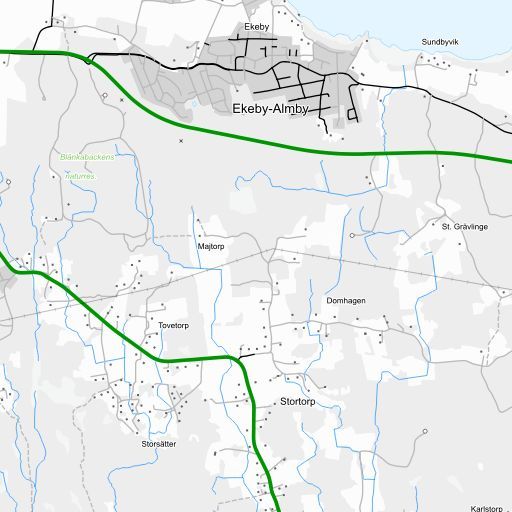 Ekeby
Sundbyvik
Ekeby-Almby
Blankabackens
naturres.
St. Grävlinge
Majtorp
Domhagen
Tovetorp
Stortorp
Storsätter
Karlstorp